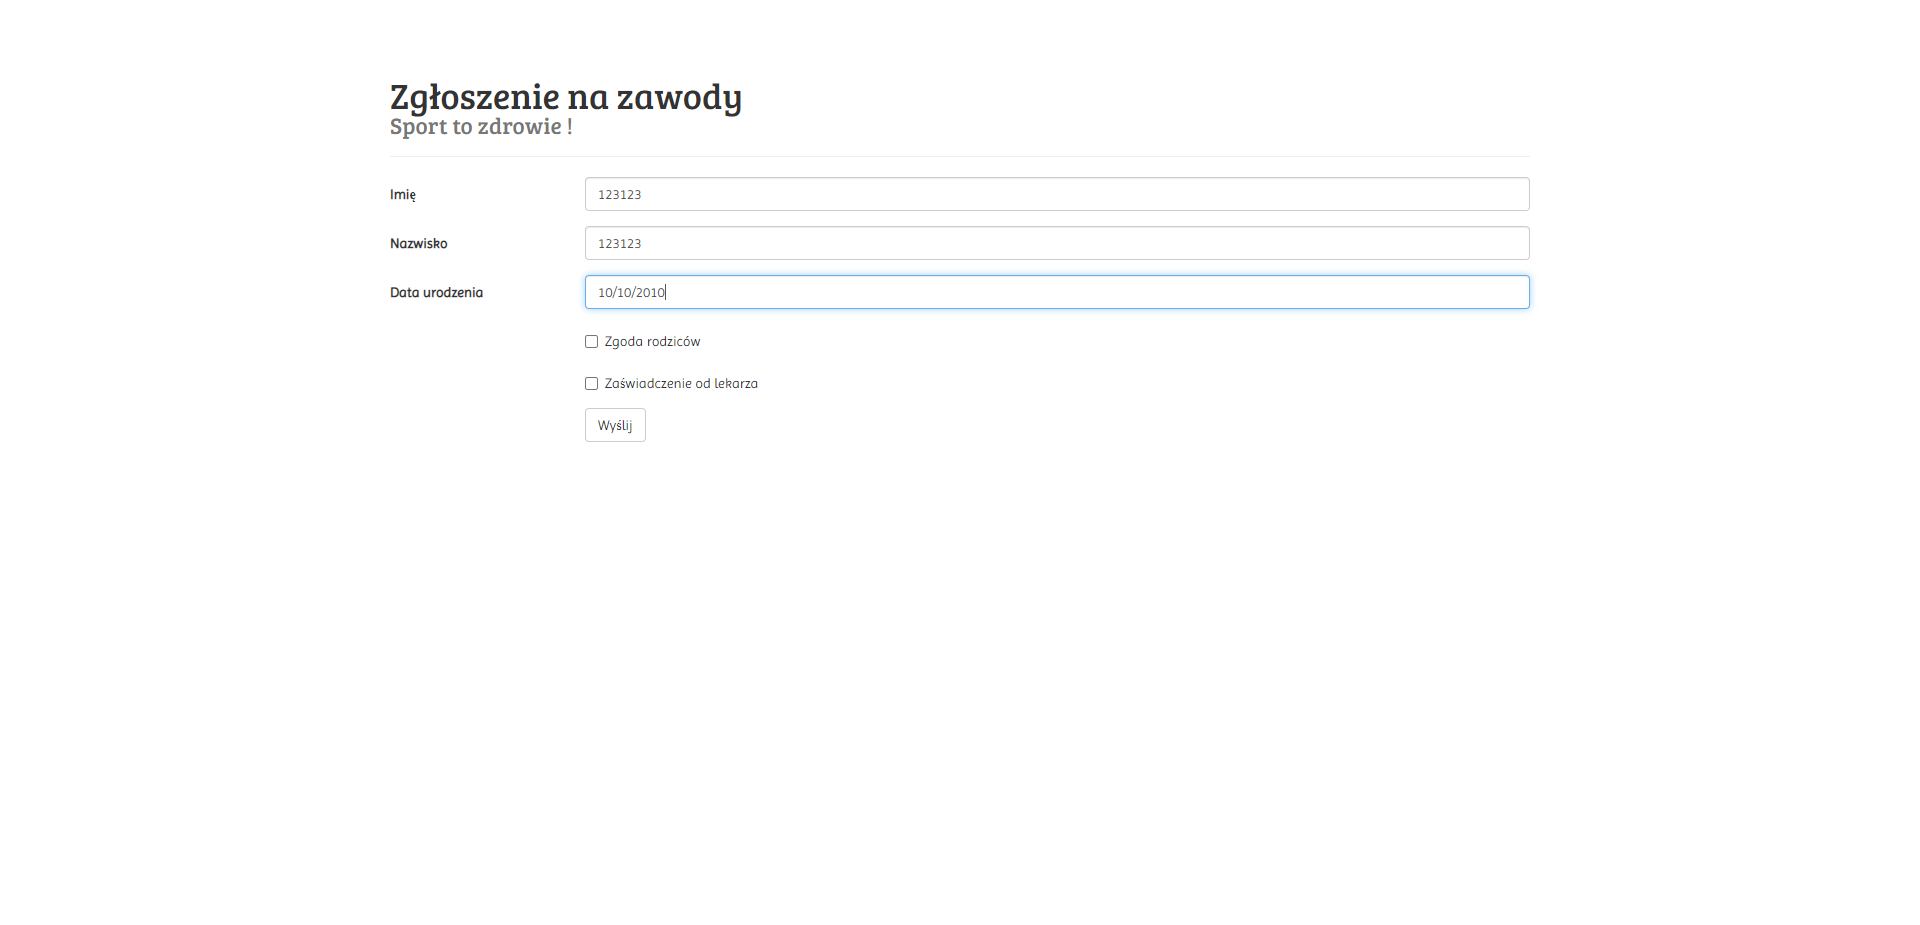 Zgłoszenie na zawody
Sport to zdrowie !
Imię 123123
Nazwisko 123123
Data urodzenia 10/10/2010
Zgoda rodziców
Zaświadczenie od lekarza
Wyślij